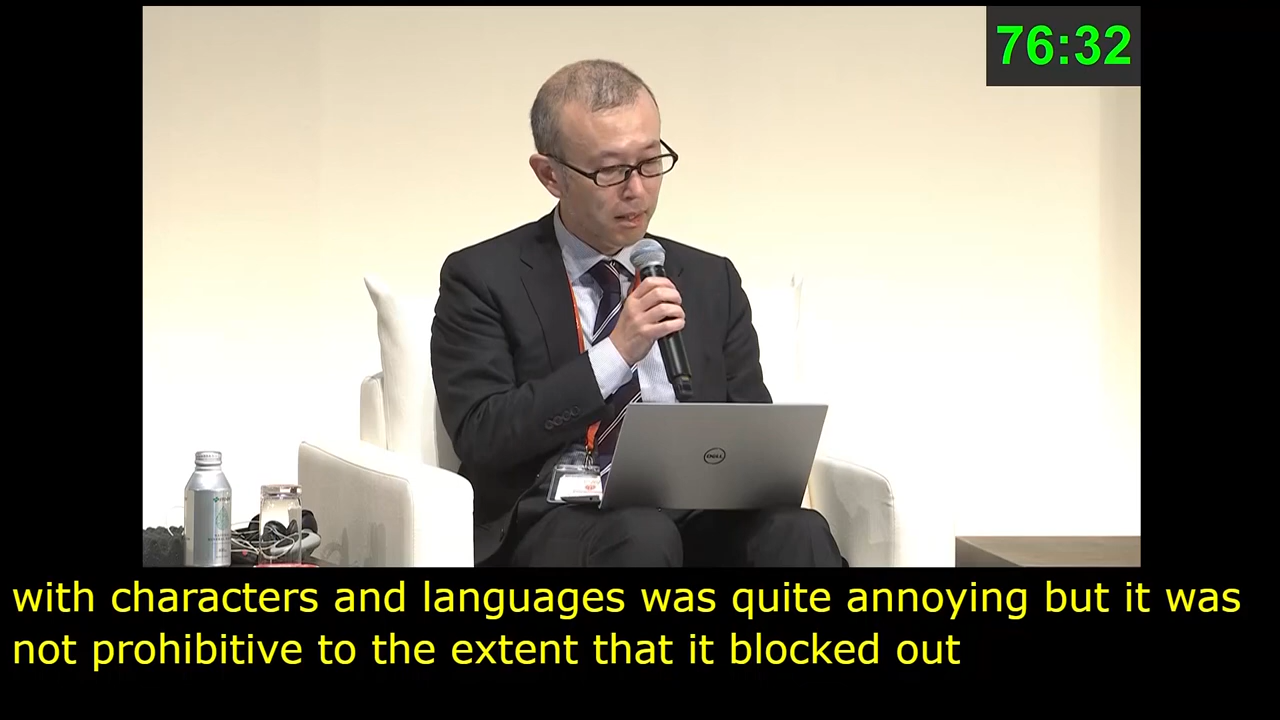 76:32
DELL
with characters and languages was quite annoying but it was
not prohibitive to the extent that it blocked out